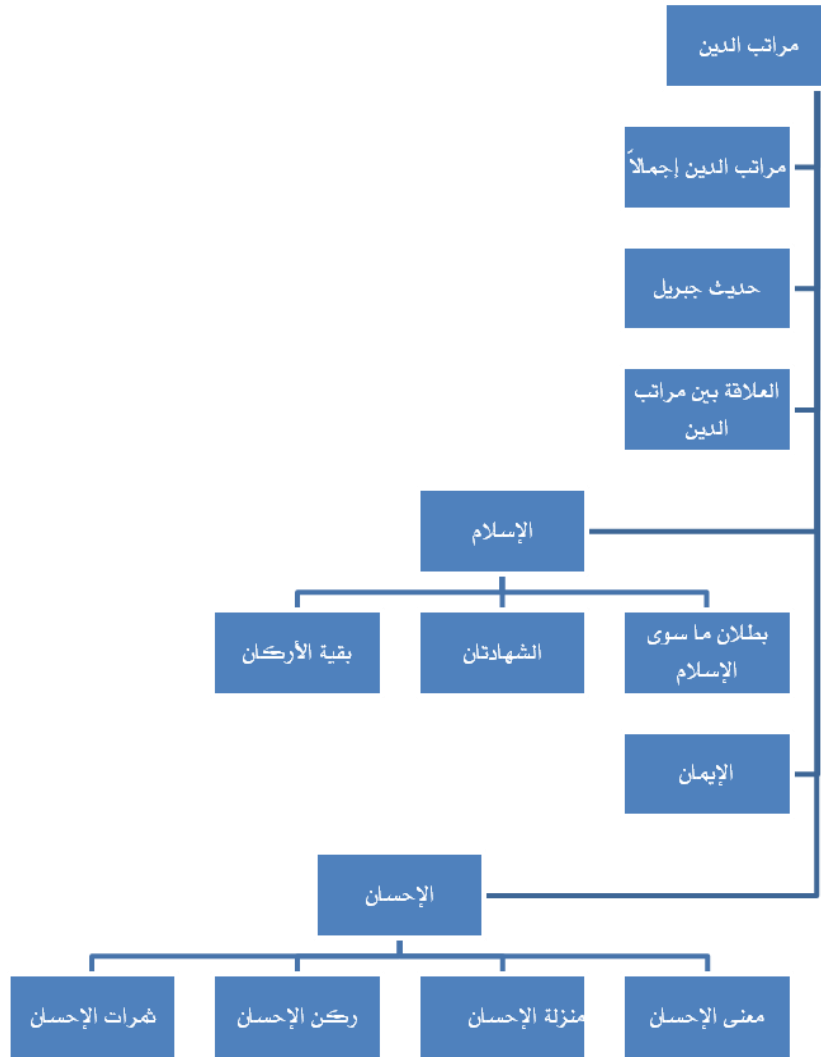 مراتب الدين
مراتب الدين إجمالاً
حديث جبريل
العلاقة بين مراتب
الدين
الإسلام
بطلان ما سوى
الإسلام
الشهادتان
بقية الأركان
الإيمان
الإحسان
معنى الإحسان
منزلة الإحسان
ركن الإحسان
ثمرات الإحسان